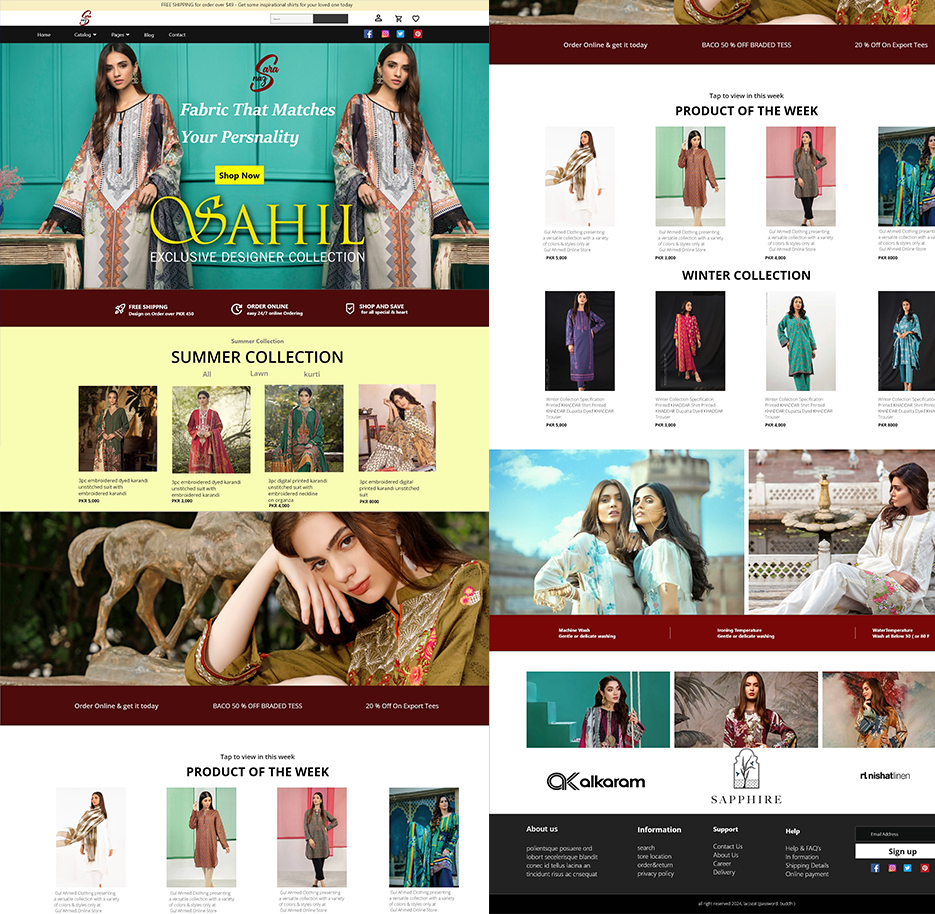 FREE SHIPPING for order over $49 - Get some inspirational shirts for your loved one today
Home
Catalog
Pages
Blog
Contact
Sara
naz
Fabric That Matches
Your Persnality
Shop Now
SAHIL
EXCLUSIVE DESIGNER COLLECTION
FREE SHIPPNG
Design on Order over PKR 450
ORDER ONLINE
easy 24/7 online Ordering
SHOP AND SAVE
for all special & heart
Summer Collection
SUMMER COLLECTION
All
Lawn
kurti
3pc embroidered dyed karandi
unstitched suit with
embroidered karandi
PKR 5,000
3pc embroidered dyed karandi
unstitched suit with
embroidered karandi
PKR 3,000
3pc digital printed karandi
unstitched suit with
embroidered neckline
on organza
PKR 4,000
3pc embroidered digital
printed karandi unstitched
suit
PKR 8000
Order Online & get it today
BACO 50 % OFF BRADED TESS
20 % Off On Export Tees
Tap to view in this week
PRODUCT OF THE WEEK
Gul Ahmed Clothing presenting
a versatile collection with a variety
of colors & styles only at
Gul Ahmed Online Store
Gul Ahmed Clothing presenting
a versatile collection with a variety
of colors & styles only at
Gul Ahmed Online Store
Gul Ahmed Clothing presenting
a versatile collection with a variety
of colors & styles only at
Gul Ahmed Online Store
Gul Ahmed Clothing presenting
a versatile collection with a variety
of colors & styles only at
Gul Ahmed Online Store
Order Online & get it today
BACO 50 % OFF BRADED TESS
20 % Off On Export Tees
Tap to view in this week
PRODUCT OF THE WEEK
Gul Ahmed Clothing presenting
a versatile collection with a variety
of colors & styles only at
Gul Ahmed Online Store
PKR 5,000
Gul Ahmed Clothing presenting
a versatile collection with a variety
of colors & styles only at
Gul Ahmed Online Store
PKR 3,000
Gul Ahmed Clothing presenting
a versatile collection with a variety
of colors & styles only at
Gul Ahmed Online Store
PKR 4,000
Gul Ahmed Clothing presenting
a versatile collection with a
of colors & styles only at
Gul Ahmed Online Store
PKR 8000
WINTER COLLECTION
Winter Collection Specification
Printed KHADDAR Shirt Printed
KHADDAR Dupatta Dyed KHADDAR
Trouser
PKR 5,000
Winter Collection Specification
Printed KHADDAR Shirt Printed
KHADDAR Dupatta Dyed KHADDAR
Trouser
PKR 3,000
Winter Collection Specification
Printed KHADDAR Shirt Printed
KHADDAR Dupatta Dyed KHADDAR
Trouser
PKR 4,000
Winter Collection Specification
Printed KHADDAR Shirt Printed
KHADDAR Dupatta Dyed
Trouser
PKR 8000
Machine Wash
Gentle or delicate washing
Ironing Temperature
Gentle or delicate washing
WaterTemperature
Wash at Below 30 ( or 80 F
alkaram
SAPPHIRE
nishatlinen
About us
polientsque posuere ord
lobort secelerisque blandit
conec id tellus lacina an
tincidunt risus ac cnsequat
Information
search
tore location
order&return
privacy policy
Support
Contact Us
About Us
Career
Delivery
Help
Help & FAQ's
In formation
Shipping Details
Online payment
Email Address
Sign up
all right reserved 2024,